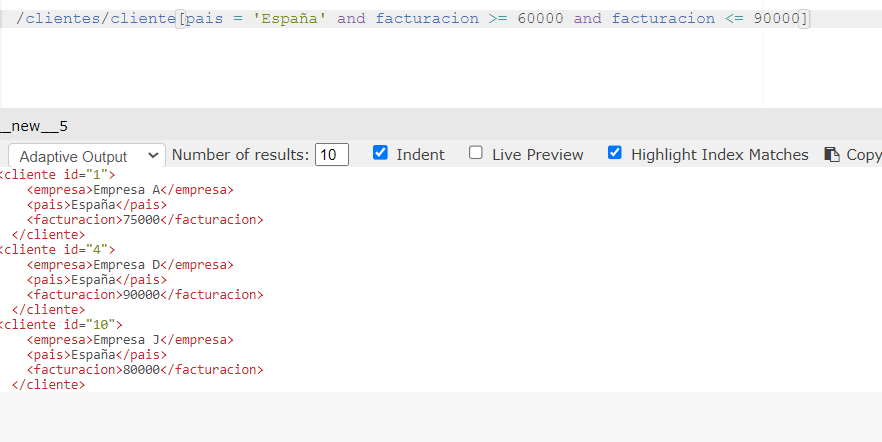 /clientes/cliente[pais = 'España' and facturacion >= 60000 and facturacion <= 90000]
__new__5
Adaptive Output Number of results: 10 Indent Live Preview Highlight Index Matches Copy
<cliente id="1">
<empresa>Empresa A</empresa>
<pais>España</pais>
<facturacion>75000</facturacion>
</cliente>
<cliente id="4">
<empresa>Empresa D</empresa>
<pais>España</pais>
<facturacion>90000</facturacion>
</cliente>
<cliente id="10">
<empresa>Empresa J</empresa>
<pais>España</pais>
<facturacion>80000</facturacion>
</cliente>